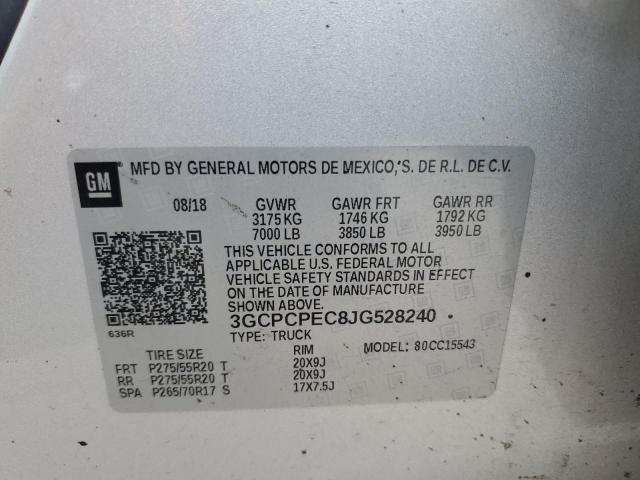 GM MFD BY GENERAL MOTORS DE MEXICO, S. DE R.L. DE C.V.
08/18 GVWR GAWR FRT GAWR RR
3175 KG 1746 KG 1792 KG
7000 LB 3850 LB 3950 LB
THIS VEHICLE CONFORMS TO ALL
APPLICABLE U.S. FEDERAL MOTOR
VEHICLE SAFETY STANDARDS IN EFFECT
ON THE DATE OF MANUFACTURE
SHOWN ABOVE.
3GCPCPEC8JG528240
636R
TYPE: TRUCK
TIRE SIZE RIM MODEL: 80CC15543
FRT P275/55R20 T 20X9J
RR P275/55R20 T 20X9J
SPA P265/70R17 S 17X7.5J